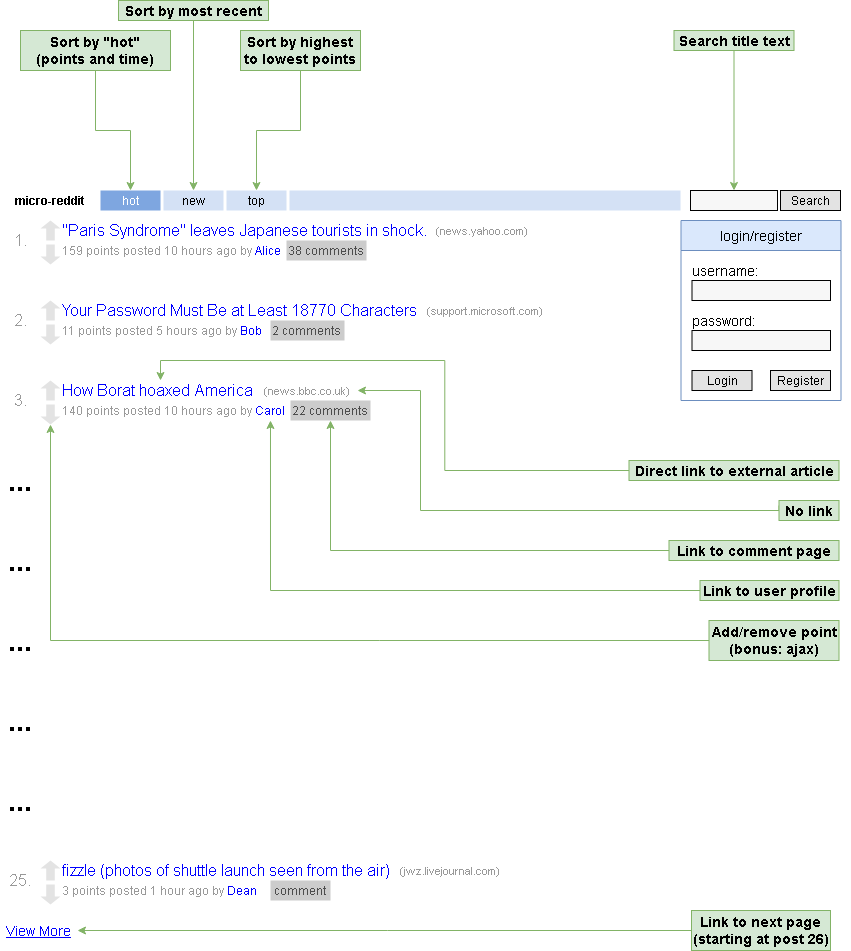 Sort by most recent
Sort by "hot"
(points and time)
Sort by highest
to lowest points
Search title text
micro-reddit hot new top Search
1. "Paris Syndrome" leaves Japanese tourists in shock. (news.yahoo.com)
159 points posted 10 hours ago by Alice 38 comments
login/register
username:
password:
Login Register
2. Your Password Must Be at Least 18770 Characters (support.microsoft.com)
11 points posted 5 hours ago by Bob 2 comments
3. How Borat hoaxed America (news.bbc.co.uk)
140 points posted 10 hours ago by Carol 22 comments
Direct link to external article
...
No link
Link to comment page
...
Link to user profile
Add/remove point
(bonus: ajax)
...
...
...
25. fizzle (photos of shuttle launch seen from the air) (jwz.livejournal.com)
3 points posted 1 hour ago by Dean comment
View More
Link to next page
(starting at post 26)